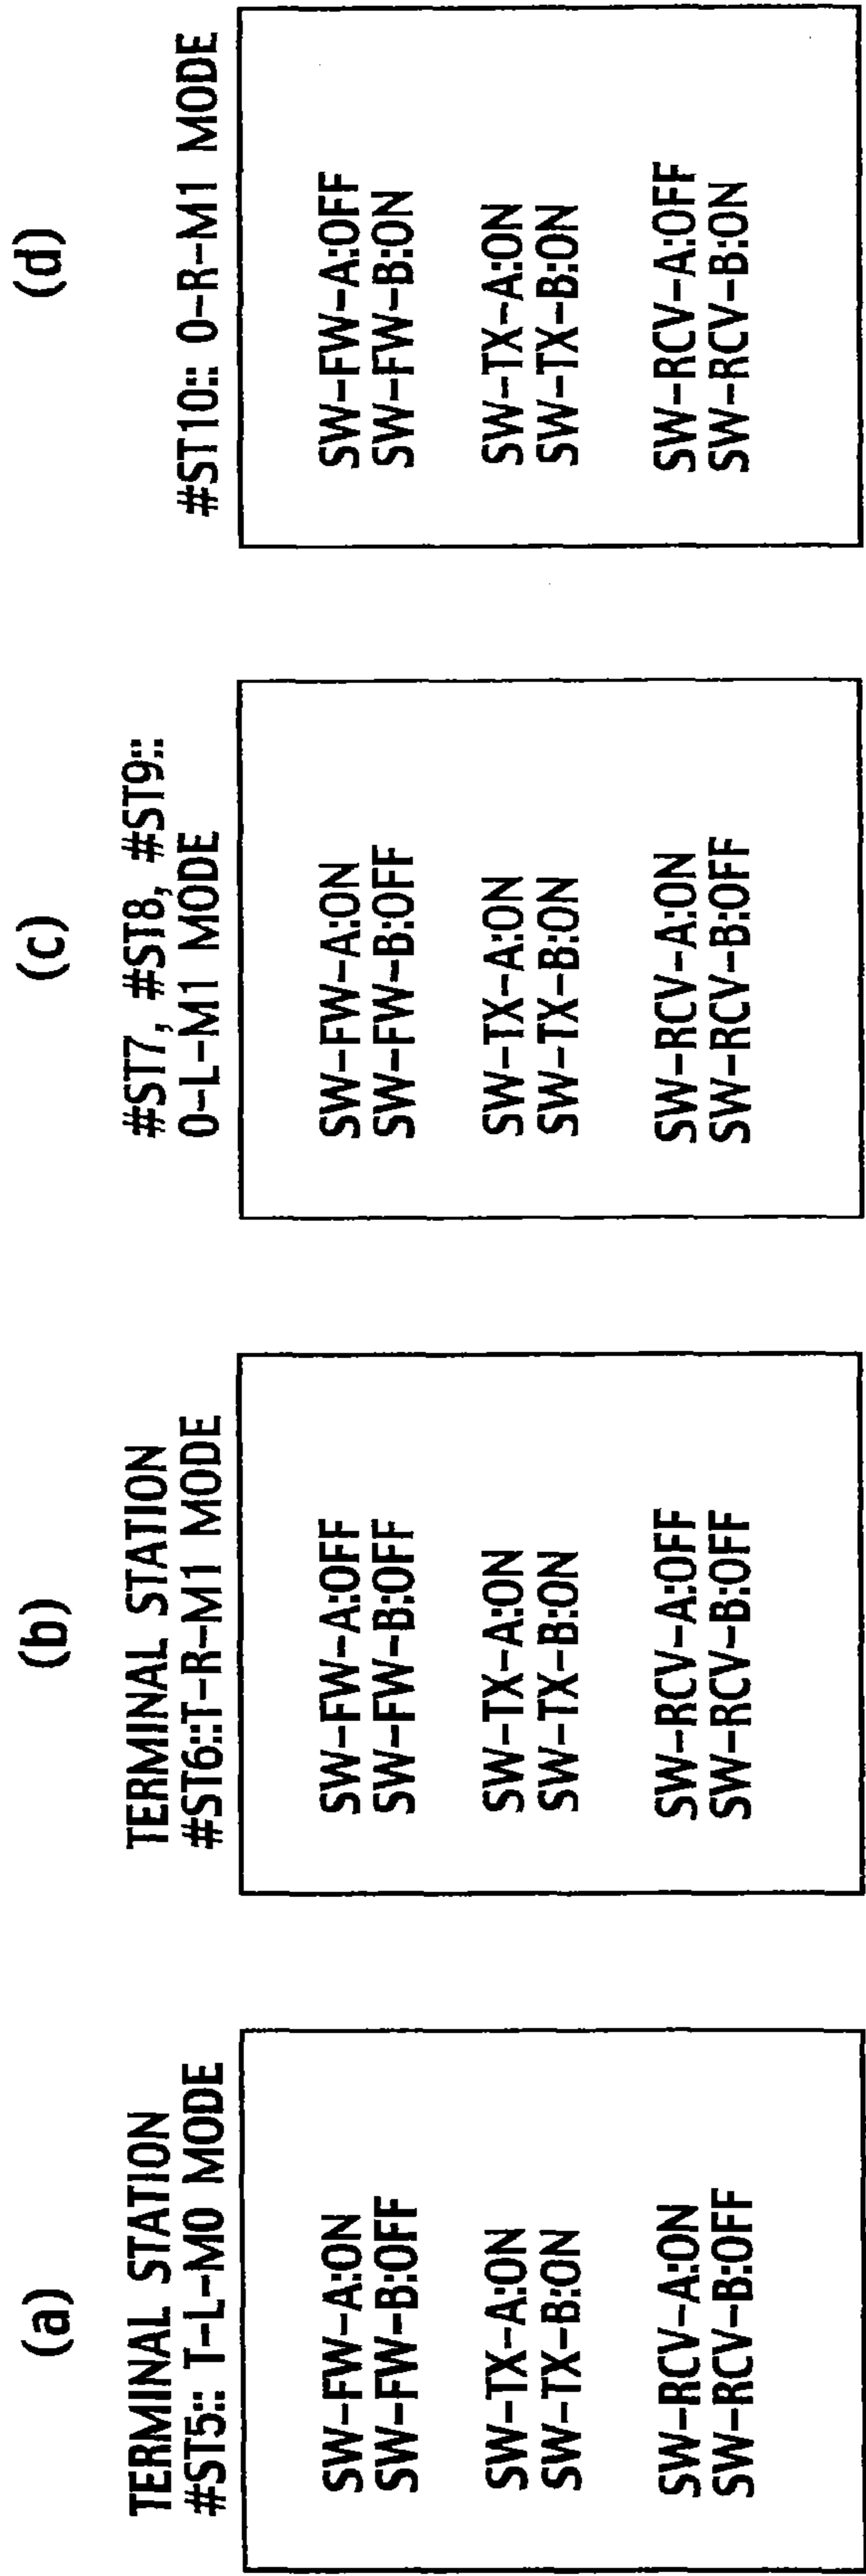 (a)
TERMINAL STATION
#ST5:: T-L-M0 MODE
SW-FW-A:ON
SW-FW-B:OFF
SW-TX-A:ON
SW-TX-B:ON
SW-RCV-A:ON
SW-RCV-B:OFF
(b)
TERMINAL STATION
#ST6::T-R-M1 MODE
SW-FW-A:OFF
SW-FW-B:OFF
SW-TX-A:ON
SW-TX-B:ON
SW-RCV-A:OFF
SW-RCV-B:OFF
(c)
#ST7, #ST8, #ST9::
O-L-M1 MODE
SW-FW-A:ON
SW-FW-B:OFF
SW-TX-A:ON
SW-TX-B:ON
SW-RCV-A:ON
SW-RCV-B:OFF
(d)
#ST10:: O-R-M1 MODE
SW-FW-A:OFF
SW-FW-B:ON
SW-TX-A:ON
SW-TX-B:ON
SW-RCV-A:OFF
SW-RCV-B:ON